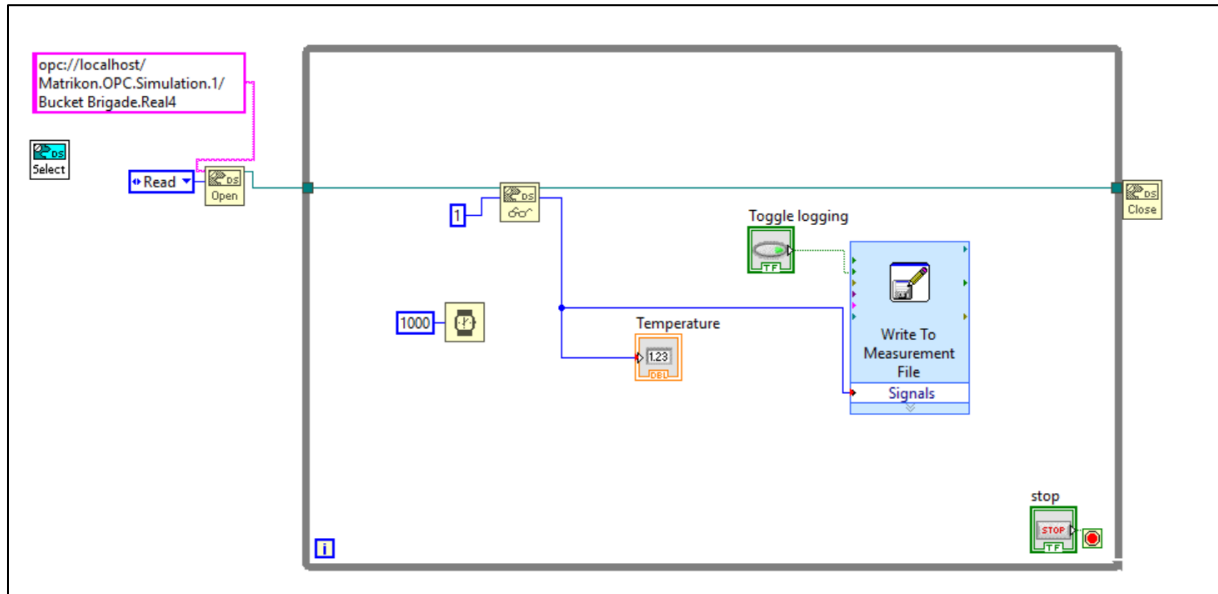 opc://localhost/
Matrikon.OPC.Simulation.1/
Bucket Brigade.Real4
DS
Select
Read
DS
Open
DS
1
Toggle logging
TF
DS
Close
1000
Temperature
1.23
DBL
Write To
Measurement
File
Signals
stop
STOP
TF
i